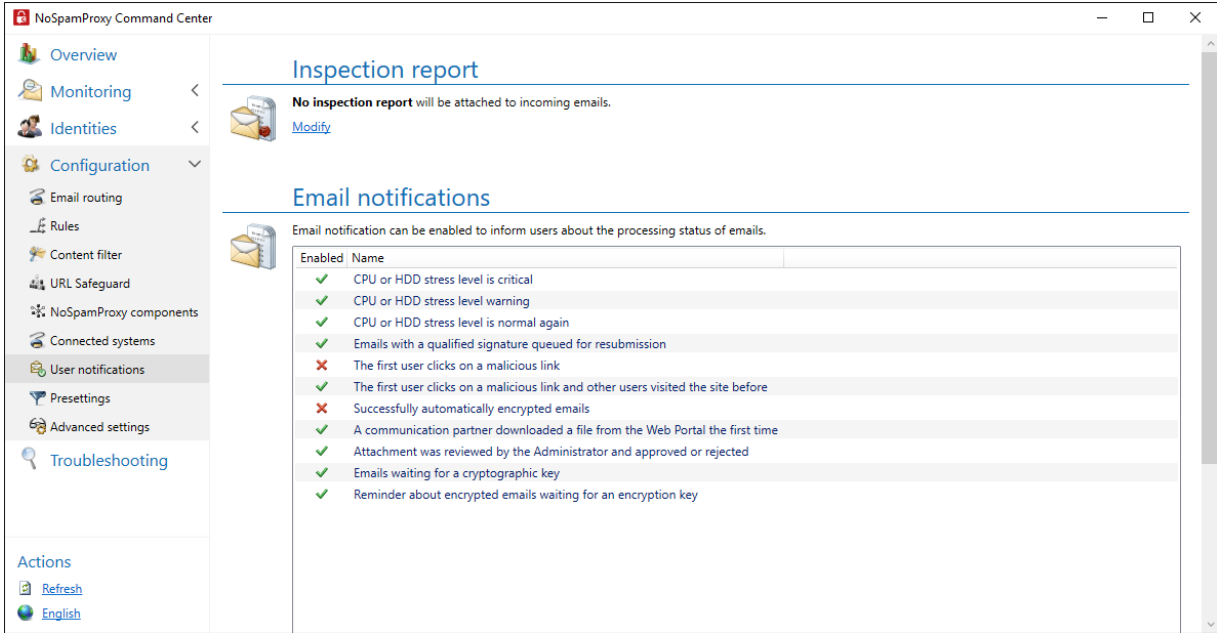 NoSpamProxy Command Center
Overview
Monitoring
Identities
Configuration
Email routing
Rules
Content filter
URL Safeguard
NoSpamProxy components
Connected systems
User notifications
Presettings
Advanced settings
Troubleshooting
Actions
Refresh
English
Inspection report
No inspection report will be attached to incoming emails.
Modify
Email notifications
Email notification can be enabled to inform users about the processing status of emails.
Enabled Name
CPU or HDD stress level is critical
CPU or HDD stress level warning
CPU or HDD stress level is normal again
Emails with a qualified signature queued for resubmission
The first user clicks on a malicious link
The first user clicks on a malicious link and other users visited the site before
Successfully automatically encrypted emails
A communication partner downloaded a file from the Web Portal the first time
Attachment was reviewed by the Administrator and approved or rejected
Emails waiting for a cryptographic key
Reminder about encrypted emails waiting for an encryption key